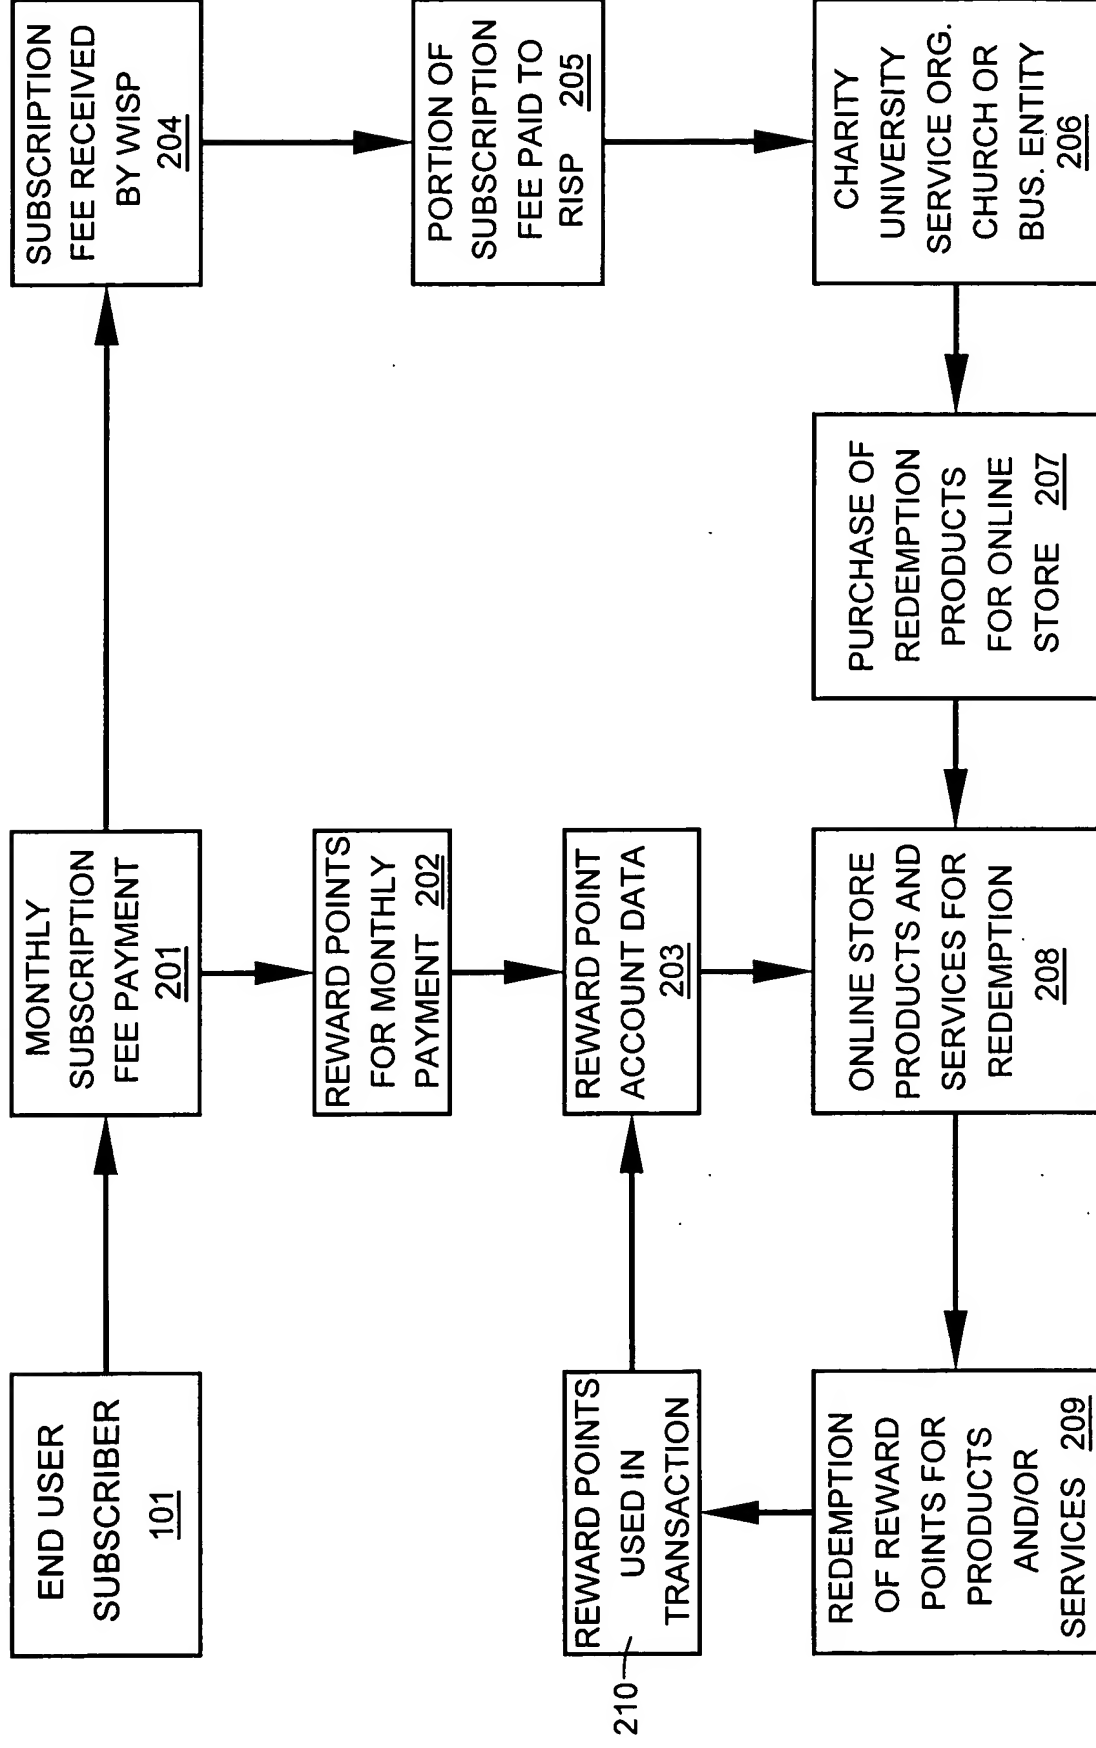 END USER
SUBSCRIBER
101
MONTHLY
SUBSCRIPTION
FEE PAYMENT
201
SUBSCRIPTION
FEE RECEIVED
BY WISP
204
REWARD POINTS
FOR MONTHLY
PAYMENT 202
PORTION OF
SUBSCRIPTION
FEE PAID TO
RISP 205
REWARD POINTS
USED IN
TRANSACTION
210
REWARD POINT
ACCOUNT DATA
203
REDEMPTION
OF REWARD
POINTS FOR
PRODUCTS
AND/OR
SERVICES 209
ONLINE STORE
PRODUCTS AND
SERVICES FOR
REDEMPTION
208
PURCHASE OF
REDEMPTION
PRODUCTS
FOR ONLINE
STORE 207
CHARITY
UNIVERSITY
SERVICE ORG.
CHURCH OR
BUS. ENTITY
206